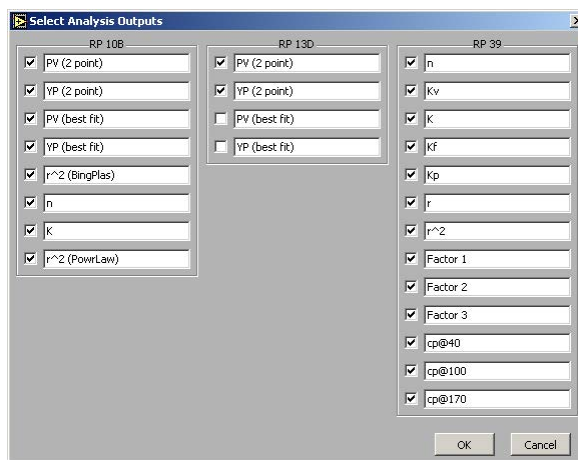 Select Analysis Outputs
RP 10B
PV (2 point)
YP (2 point)
PV (best fit)
YP (best fit)
r^2 (BingPlas)
n
K
r^2 (PowrLaw)
RP 13D
PV (2 point)
YP (2 point)
PV (best fit)
YP (best fit)
RP 39
n
Kv
K
Kf
Kp
r
r^2
Factor 1
Factor 2
Factor 3
cp@40
cp@100
cp@170
OK
Cancel